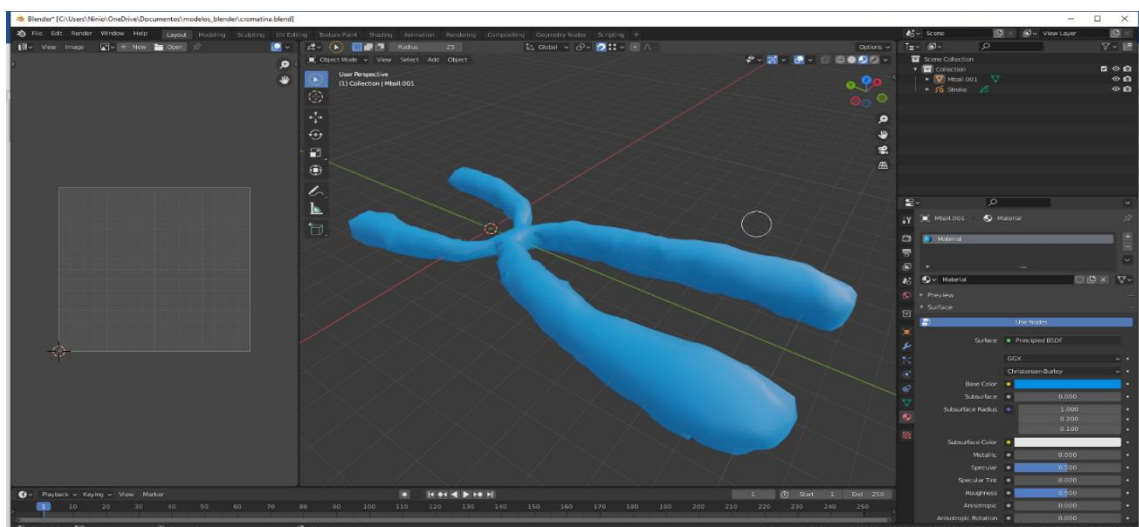 Blender* [C:\Users\Ninio\OneDrive\Documentos\modelos_blender\cromatina.blend]
File Edit Render Window Help Layout Modeling Sculpting UV Editing Texture Paint Shading Animation Rendering Compositing Geometry Nodes Scripting + Scene View Layer
View Image + New Open Radius 25 Global Options
Object Mode View Select Add Object
User Perspective
(1) Collection | Mball.001
Scene Collection
Collection
Mball.001
Stroke
Mball.001 Material
Material
Material
Preview
Surface
Use Nodes
Surface Principled BSDF
GGX
Christensen-Burley
Base Color
Subsurface 0.000
Subsurface Radius 1.000
0.200
0.100
Subsurface Color
Metallic 0.000
Specular 0.500
Specular Tint 0.000
Roughness 0.500
Anisotropic 0.000
Anisotropic Rotation 0.000
Playback Keying View Marker 1 Start 1 End 250
1 10 20 30 40 50 60 70 80 90 100 110 120 130 140 150 160 170 180 190 200 210 220 230 240 250